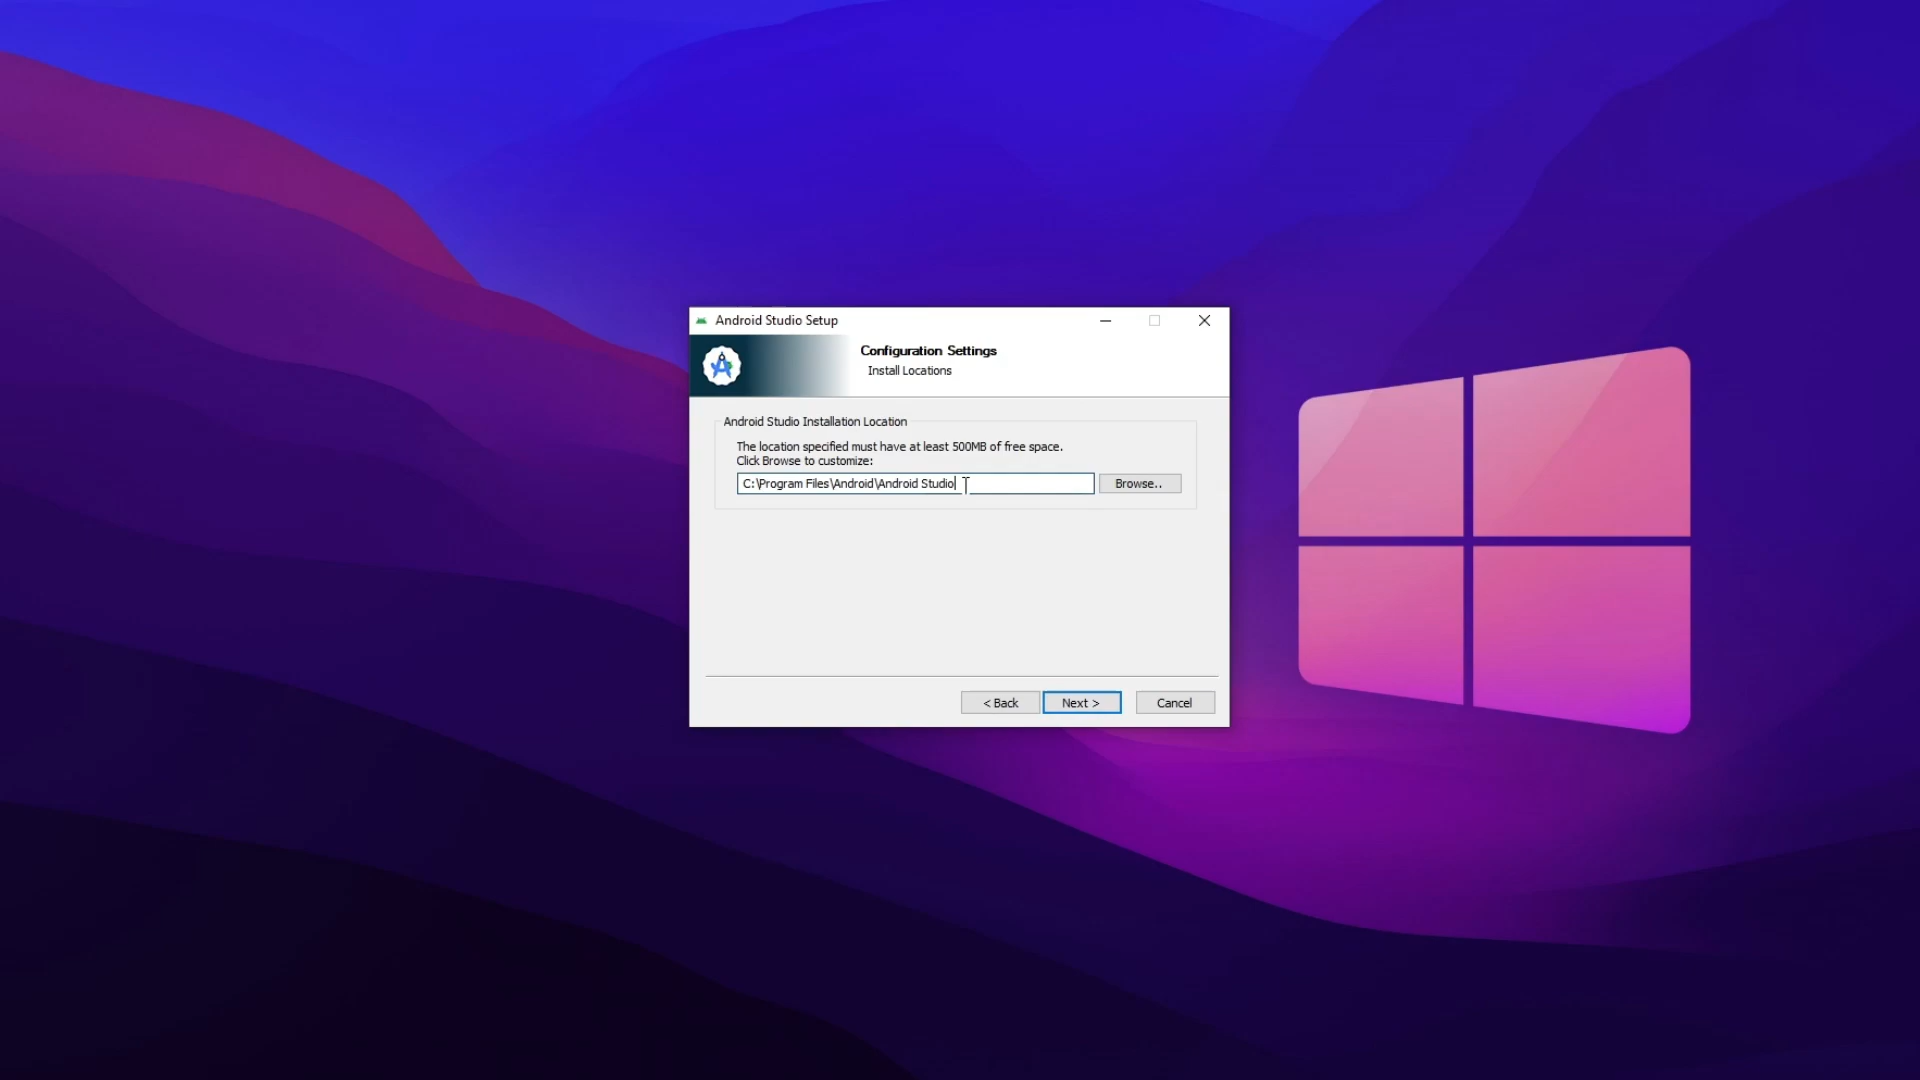 Android Studio Setup
Configuration Settings
Install Locations
Android Studio Installation Location
The location specified must have at least 500MB of free space.
Click Browse to customize:
C:\Program Files\Android\Android Studio
Browse..
< Back
Next >
Cancel